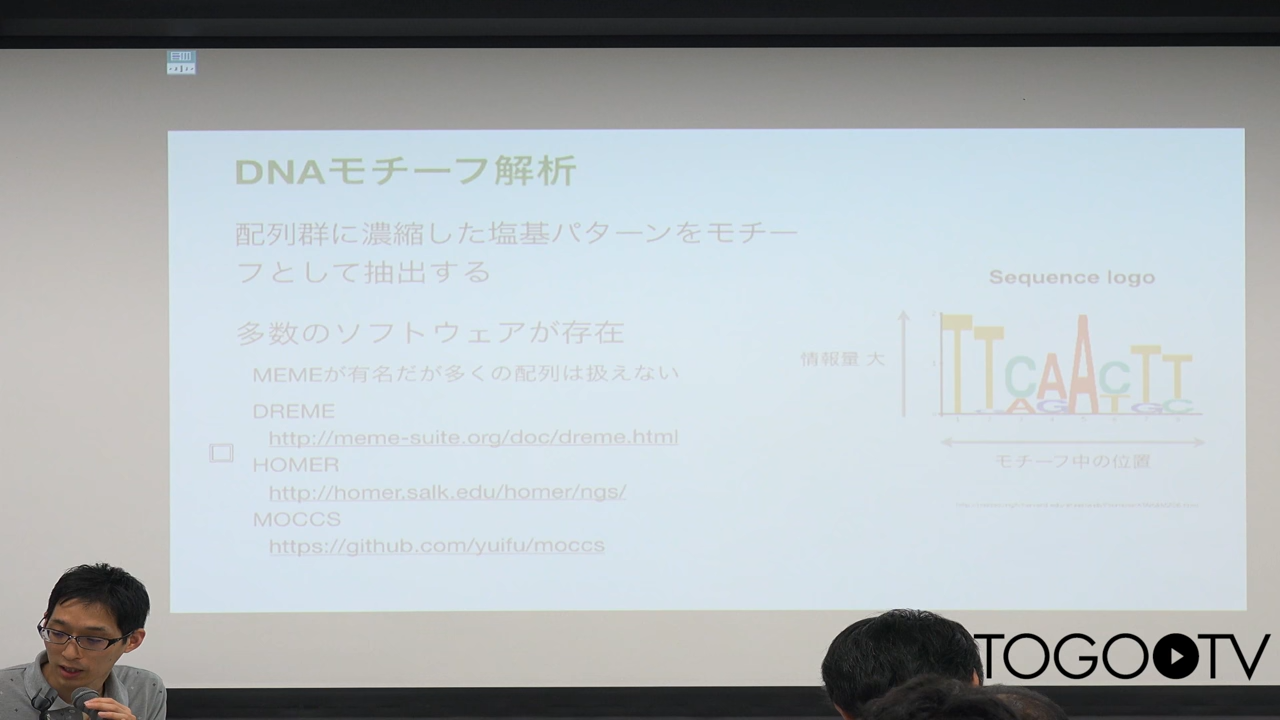 DNAモチーフ解析
配列群に濃縮した塩基パターンをモチー
フとして抽出する
多数のソフトウェアが存在
MEMEが有名だが多くの配列は扱えない
DREME
http://meme-suite.org/doc/dreme.html
HOMER
http://homer.salk.edu/homer/ngs/
MOCCS
https://github.com/yuifu/moccs
Sequence logo
情報量 大
TTCAACTT
モチーフ中の位置
TOGOTV